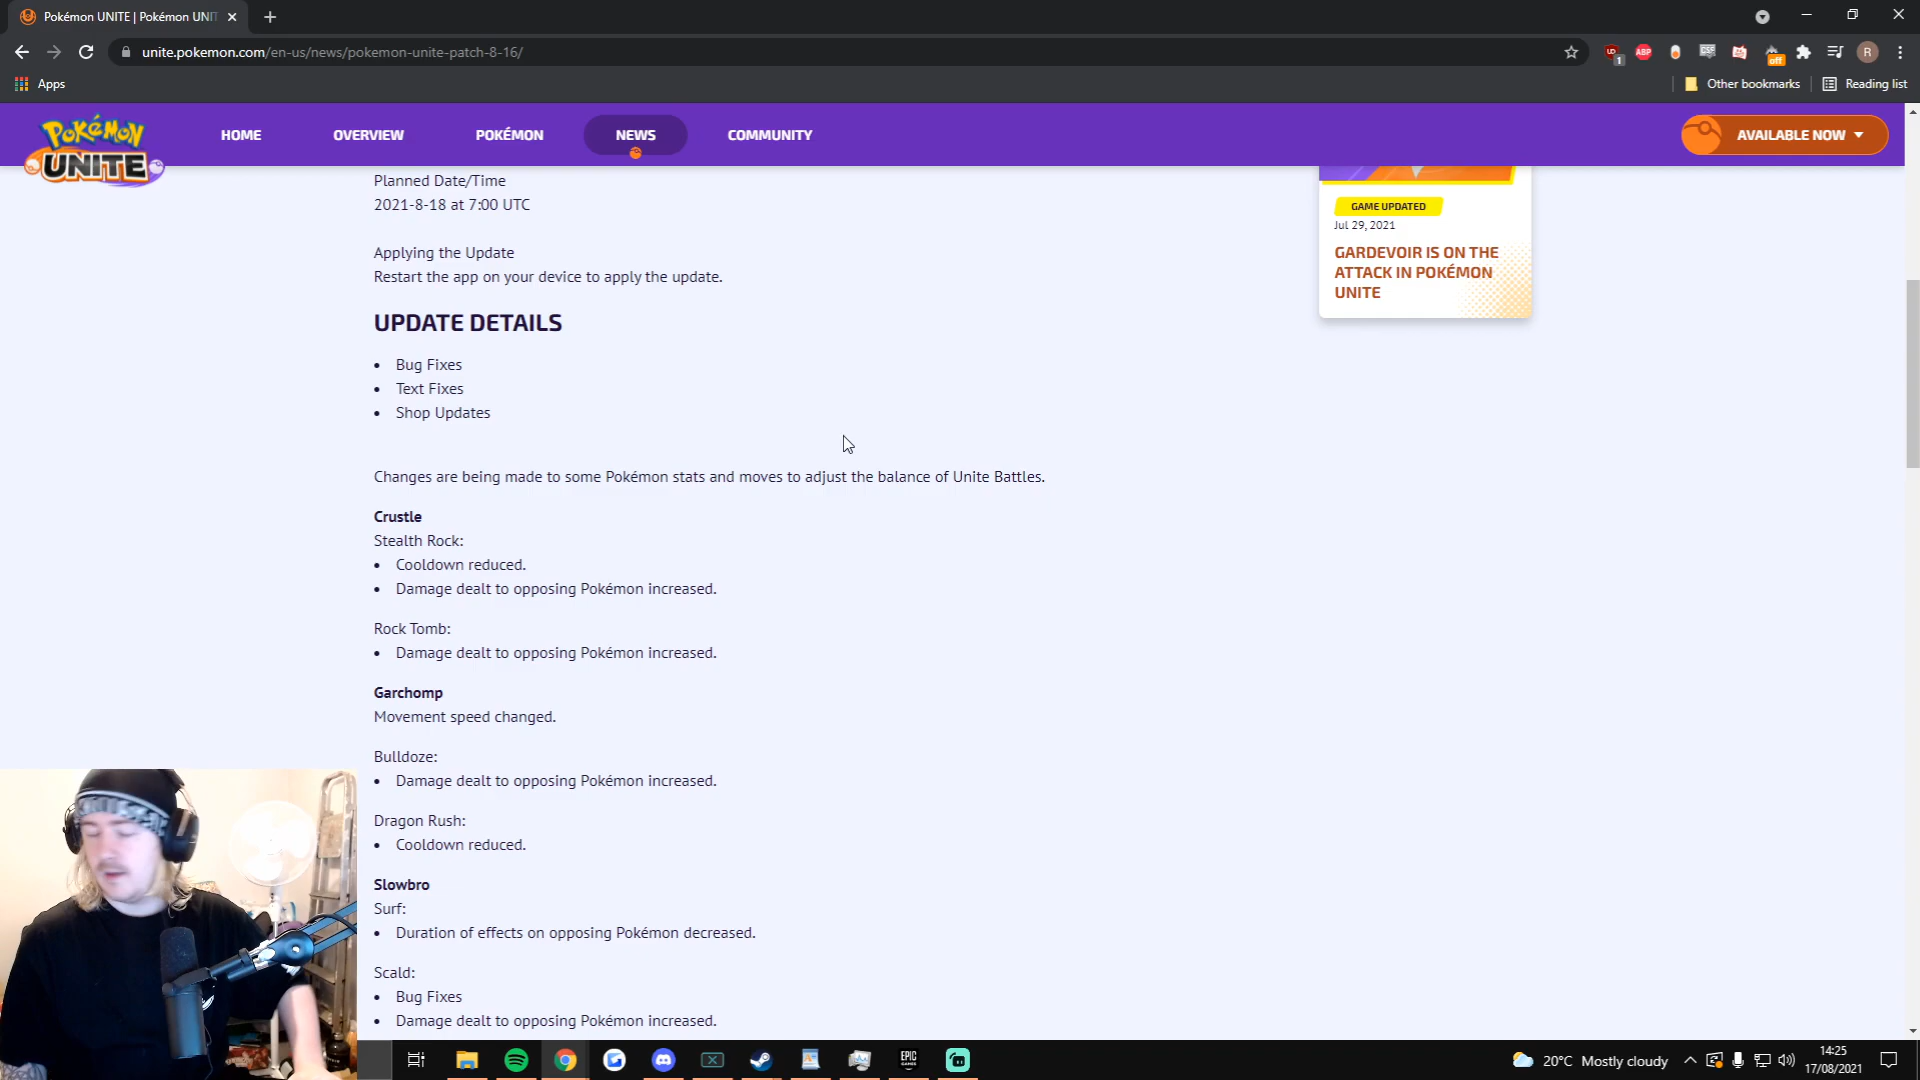 Pokémon UNITE | Pokémon UNIT
unite.pokemon.com/en-us/news/pokemon-unite-patch-8-16/
1
ABP
off
R
Apps
Other bookmarks
Reading list
POKÉMON
UNITE
HOME
OVERVIEW
POKÉMON
NEWS
COMMUNITY
AVAILABLE NOW
Planned Date/Time
2021-8-18 at 7:00 UTC
Applying the Update
Restart the app on your device to apply the update.
UPDATE DETAILS
• Bug Fixes
• Text Fixes
• Shop Updates
Changes are being made to some Pokémon stats and moves to adjust the balance of Unite Battles.
Crustle
Stealth Rock:
• Cooldown reduced.
• Damage dealt to opposing Pokémon increased.
Rock Tomb:
• Damage dealt to opposing Pokémon increased.
Garchomp
Movement speed changed.
Bulldoze:
• Damage dealt to opposing Pokémon increased.
Dragon Rush:
• Cooldown reduced.
Slowbro
Surf:
• Duration of effects on opposing Pokémon decreased.
Scald:
• Bug Fixes
• Damage dealt to opposing Pokémon increased.
GAME UPDATED
Jul 29, 2021
GARDEVOIR IS ON THE
ATTACK IN POKÉMON
UNITE
EPIC
GAMES
20°C Mostly cloudy
14:25
17/08/2021